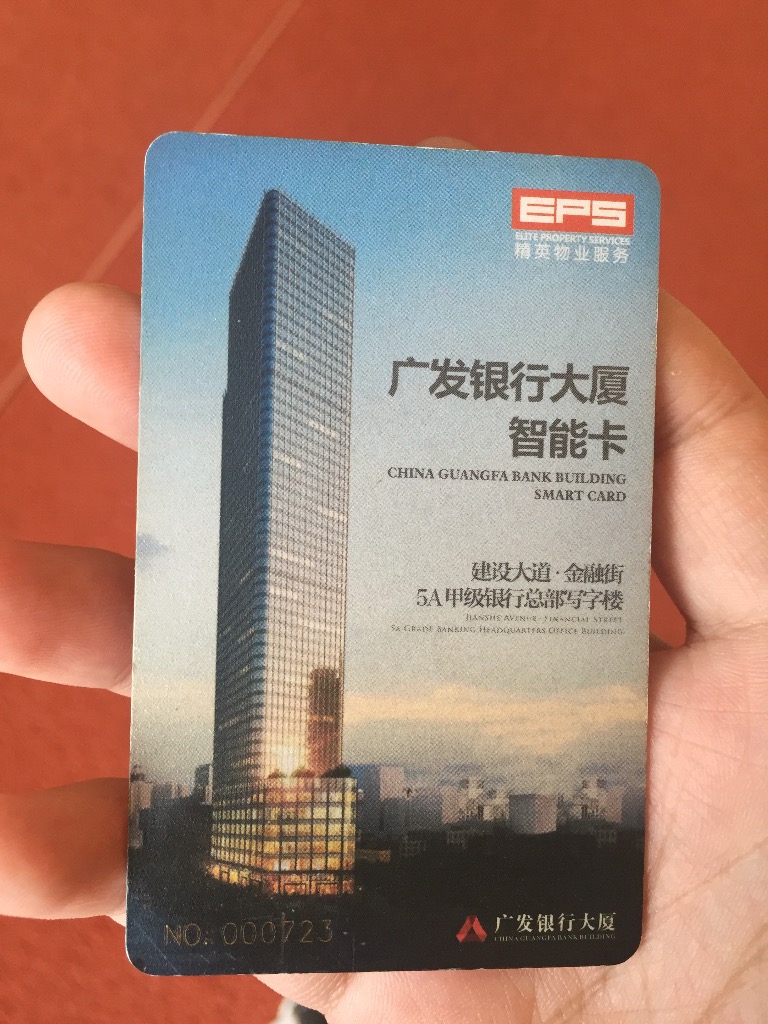 EPS
ELITE PROPERTY SERVICES
精英物业服务
广发银行大厦
智能卡
CHINA GUANGFA BANK BUILDING
SMART CARD
建设大道·金融街
5A甲级银行总部写字楼
JIANSHE AVENUE·FINANCIAL STREET
5A GRADE BANKING HEADQUARTERS OFFICE BUILDING
NO.: 000723
广发银行大厦
CHINA GUANGFA BANK BUILDING